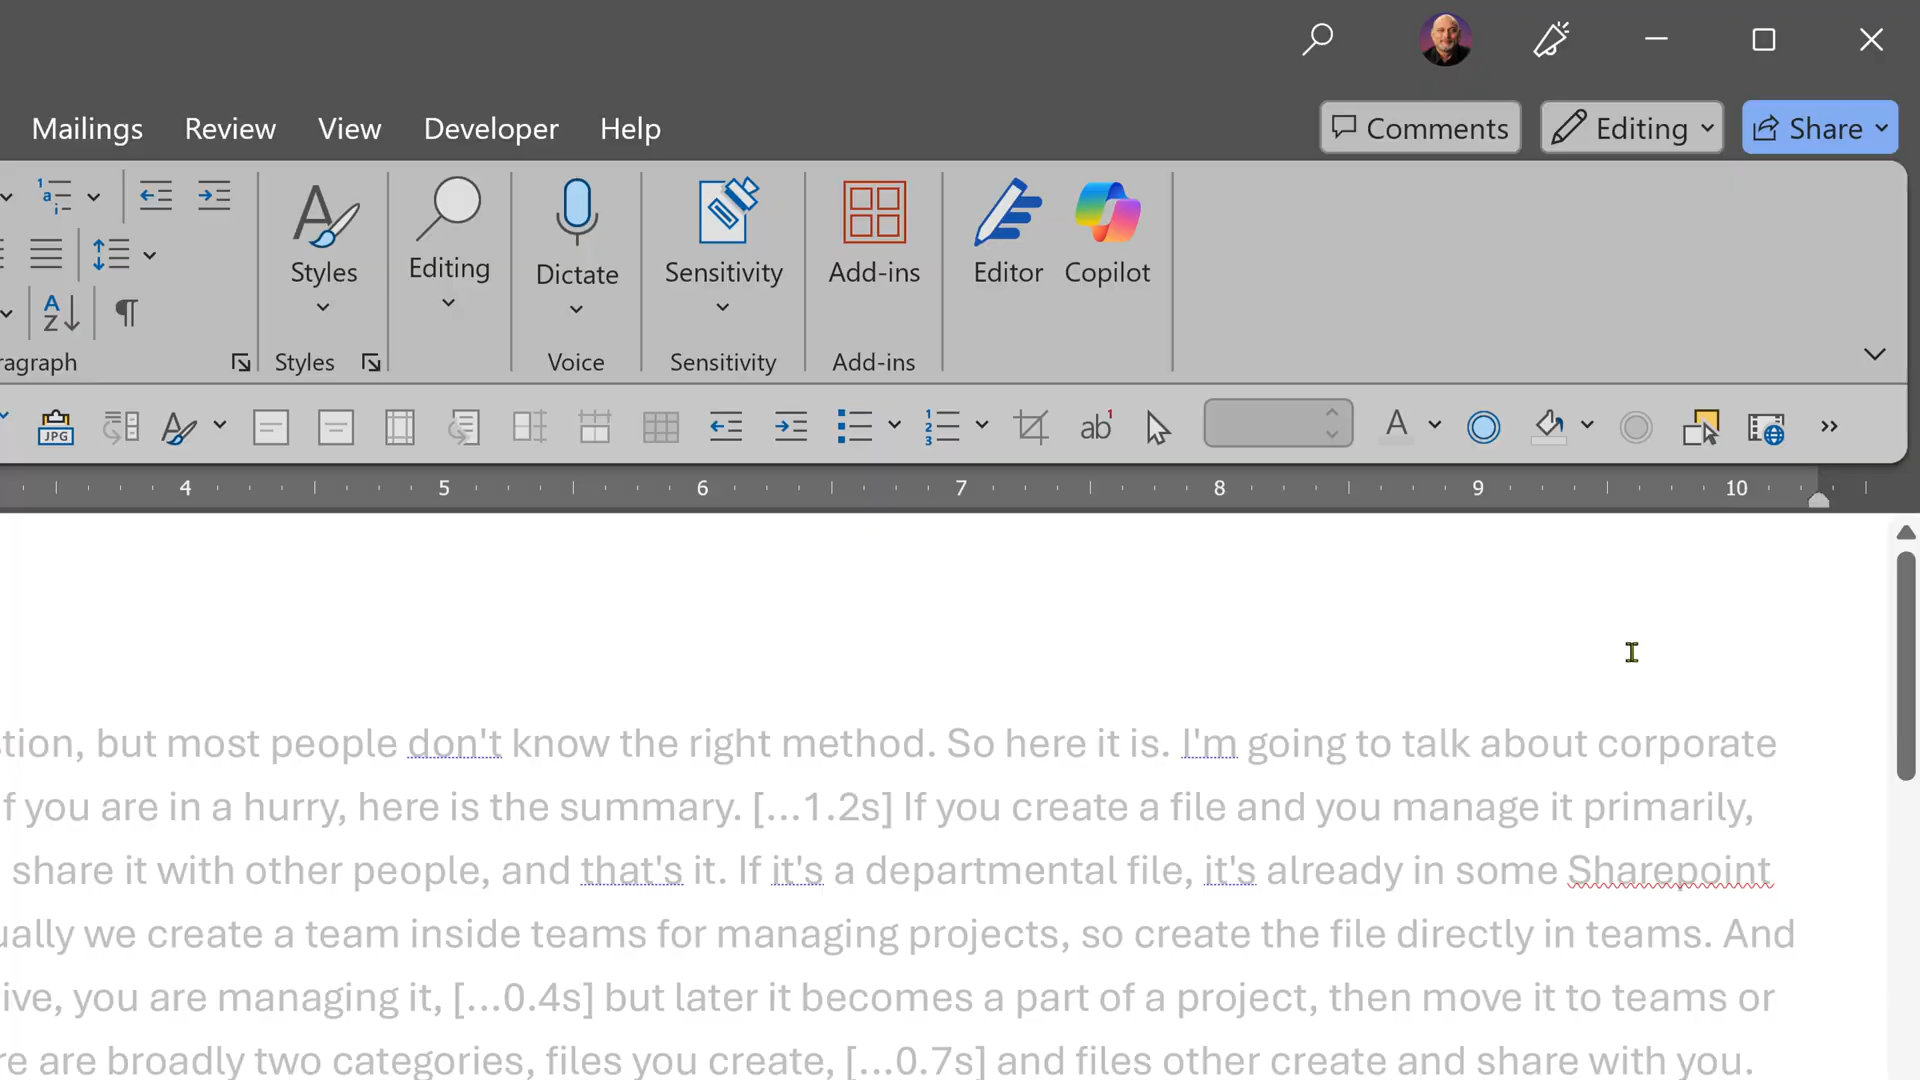 Mailings Review View Developer Help Comments Editing Share
Styles Editing Dictate Sensitivity Add-ins Editor Copilot
ragraph Styles Voice Sensitivity Add-ins
JPG
4 5 6 7 8 9 10
stion, but most people don't know the right method. So here it is. I'm going to talk about corporate
f you are in a hurry, here is the summary. [...1.2s] If you create a file and you manage it primarily,
share it with other people, and that's it. If it's a departmental file, it's already in some Sharepoint
ually we create a team inside teams for managing projects, so create the file directly in teams. And
ive, you are managing it, [...0.4s] but later it becomes a part of a project, then move it to teams or
re are broadly two categories, files you create, [...0.7s] and files other create and share with you.